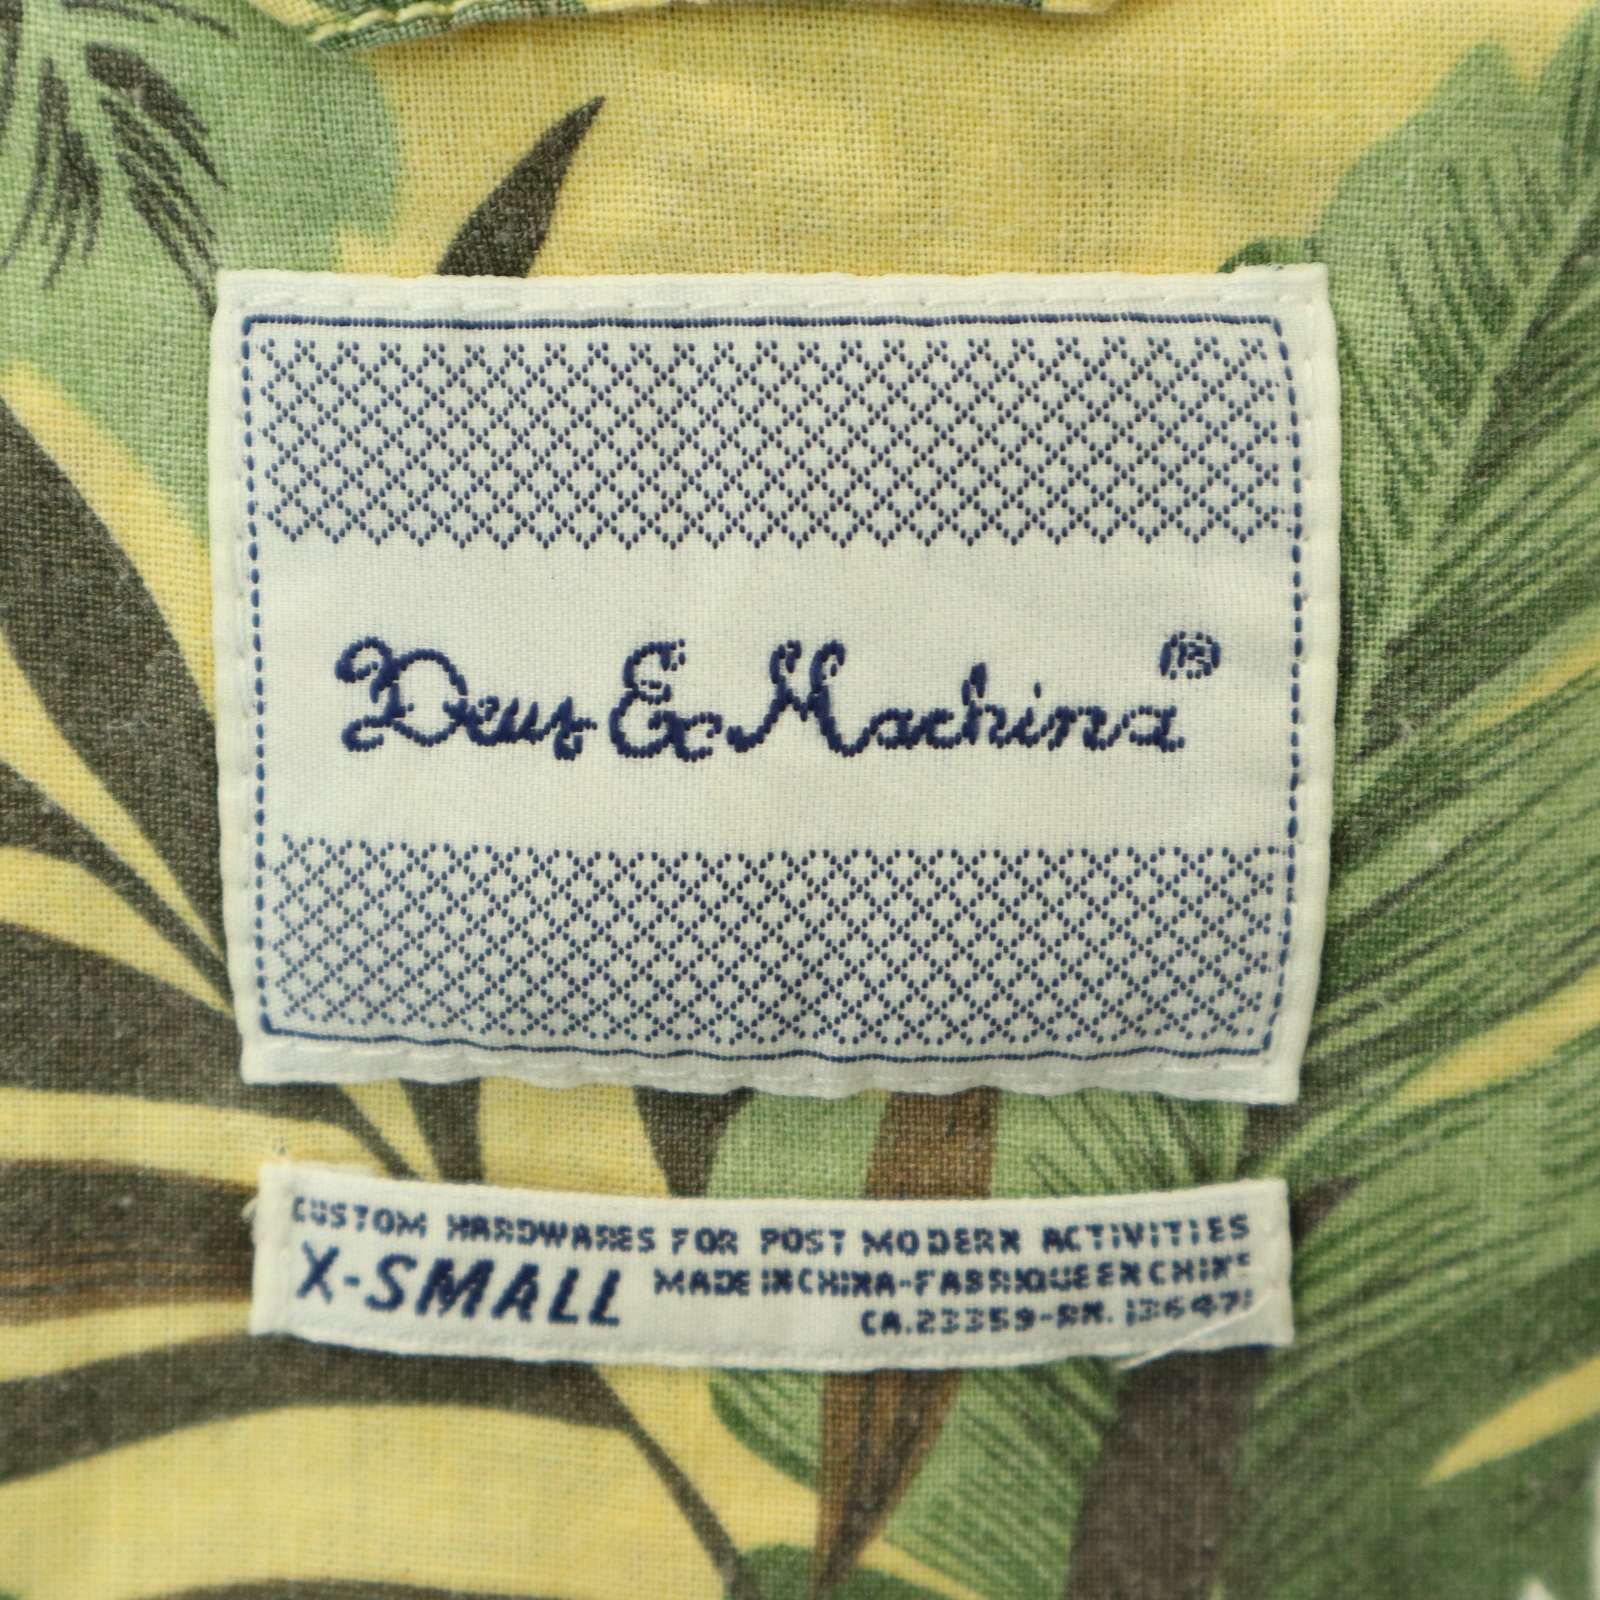 Deus Ex Machina®
CUSTOM HARDWARES FOR POST MODERN ACTIVITIES
X-SMALL
MADE IN CHINA-FABRIQUE EN CHINE
CA.23359-RN.